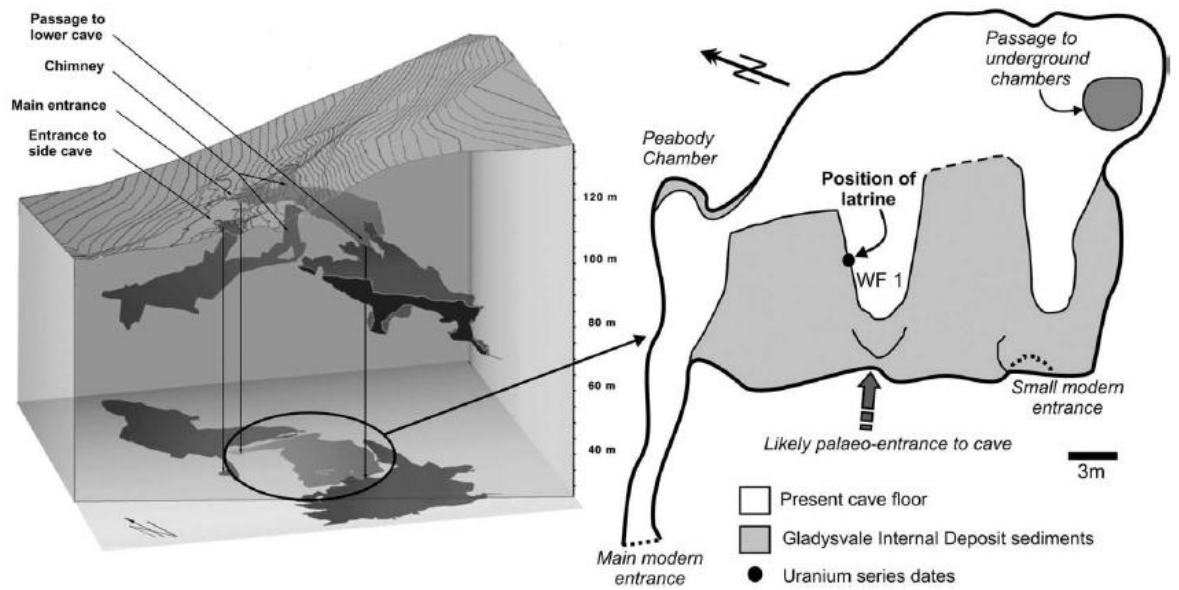 Passage to
lower cave
Chimney
Main entrance
Entrance to
side cave
120 m
100 m
80 m
60 m
40 m
Passage to
underground
chambers
Peabody
Chamber
Position of
latrine
WF 1
Small modern
entrance
Likely palaeo-entrance to cave
3m
Main modern
entrance
Present cave floor
Gladysvale Internal Deposit sediments
Uranium series dates